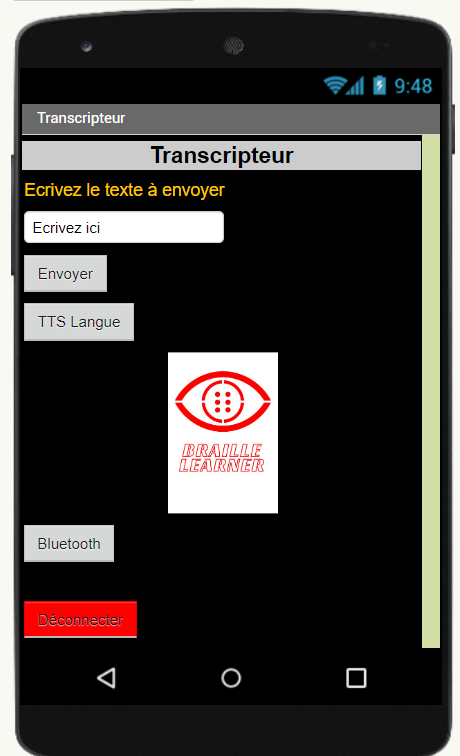 9:48
Transcripteur
Transcripteur
Ecrivez le texte à envoyer
Ecrivez ici
Envoyer
TTS Langue
BRAILLE
LEARNER
Bluetooth
Déconnecter